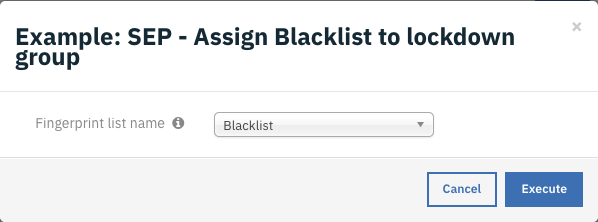 Example: SEP - Assign Blacklist to lockdown
group
Fingerprint list name
Blacklist
Cancel
Execute